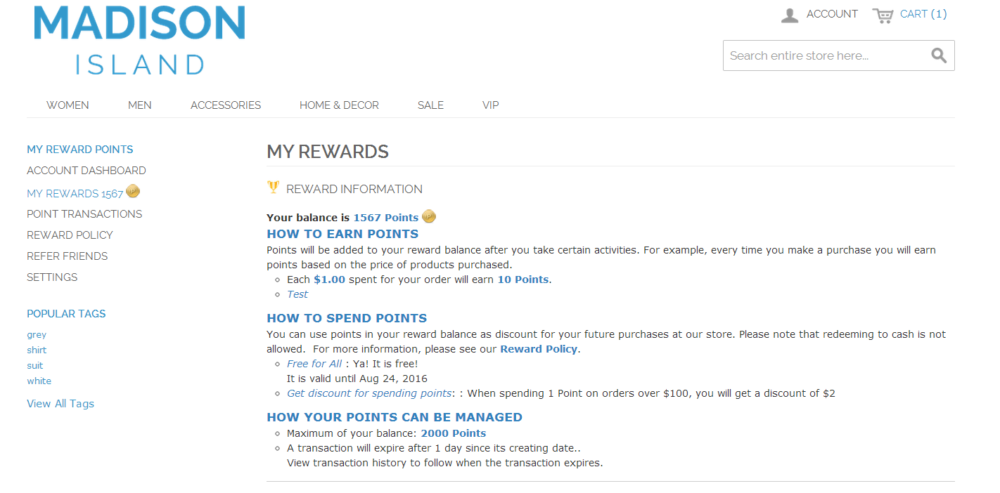 MADISON
ISLAND
ACCOUNT
CART (1)
Search entire store here...
WOMEN
MEN
ACCESSORIES
HOME & DECOR
SALE
VIP
MY REWARD POINTS
ACCOUNT DASHBOARD
MY REWARDS 1567 P
POINT TRANSACTIONS
REWARD POLICY
REFER FRIENDS
SETTINGS
POPULAR TAGS
grey
shirt
suit
white
View All Tags
MY REWARDS
REWARD INFORMATION
Your balance is 1567 Points P
HOW TO EARN POINTS
Points will be added to your reward balance after you take certain activities. For example, every time you make a purchase you will earn
points based on the price of products purchased.
Each $1.00 spent for your order will earn 10 Points.
Test
HOW TO SPEND POINTS
You can use points in your reward balance as discount for your future purchases at our store. Please note that redeeming to cash is not
allowed.  For more information, please see our Reward Policy.
Free for All : Ya! It is free!
It is valid until Aug 24, 2016
Get discount for spending points: : When spending 1 Point on orders over $100, you will get a discount of $2
HOW YOUR POINTS CAN BE MANAGED
Maximum of your balance: 2000 Points
A transaction will expire after 1 day since its creating date..
View transaction history to follow when the transaction expires.